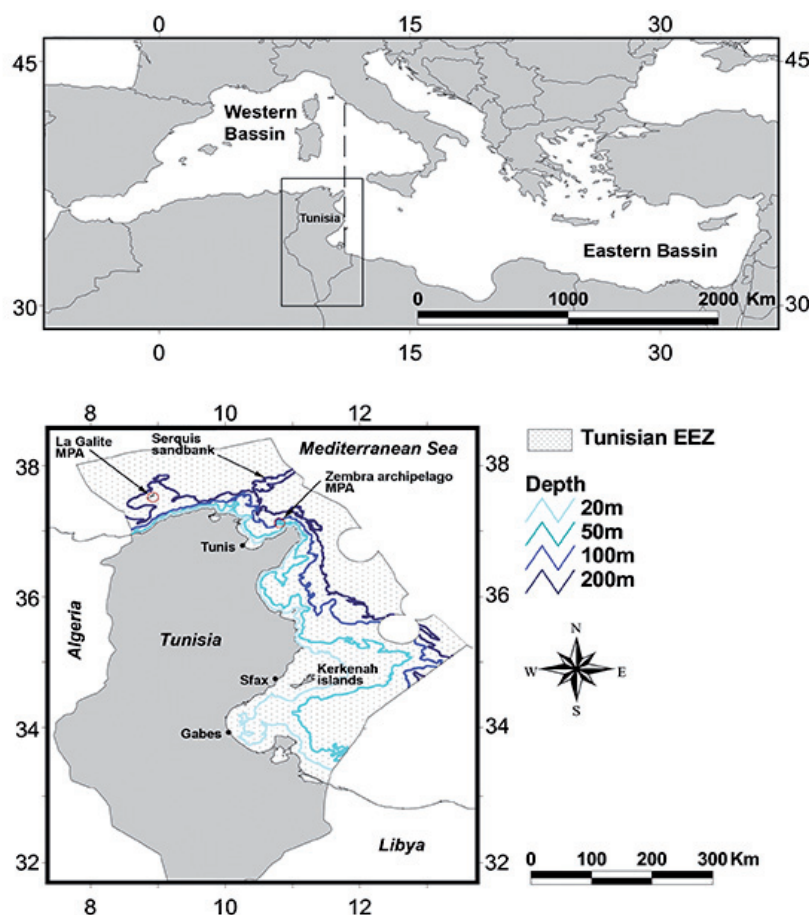 0 15 30
45 45
Western
Basin
Tunisia
Eastern Basin
0 1000 2000 Km
30 30
0 15 30
8 10 12
La Galite
MPA
Serquis
sandbank
Mediterranean Sea
Zembra archipelago
MPA
38 38
Tunis
36 36
Algeria
Tunisia
Sfax
Kerkenah
islands
34 34
Gabes
Libya
32 32
8 10 12
Tunisian EEZ
Depth
20m
50m
100m
200m
N
W E
S
0 100 200 300 Km